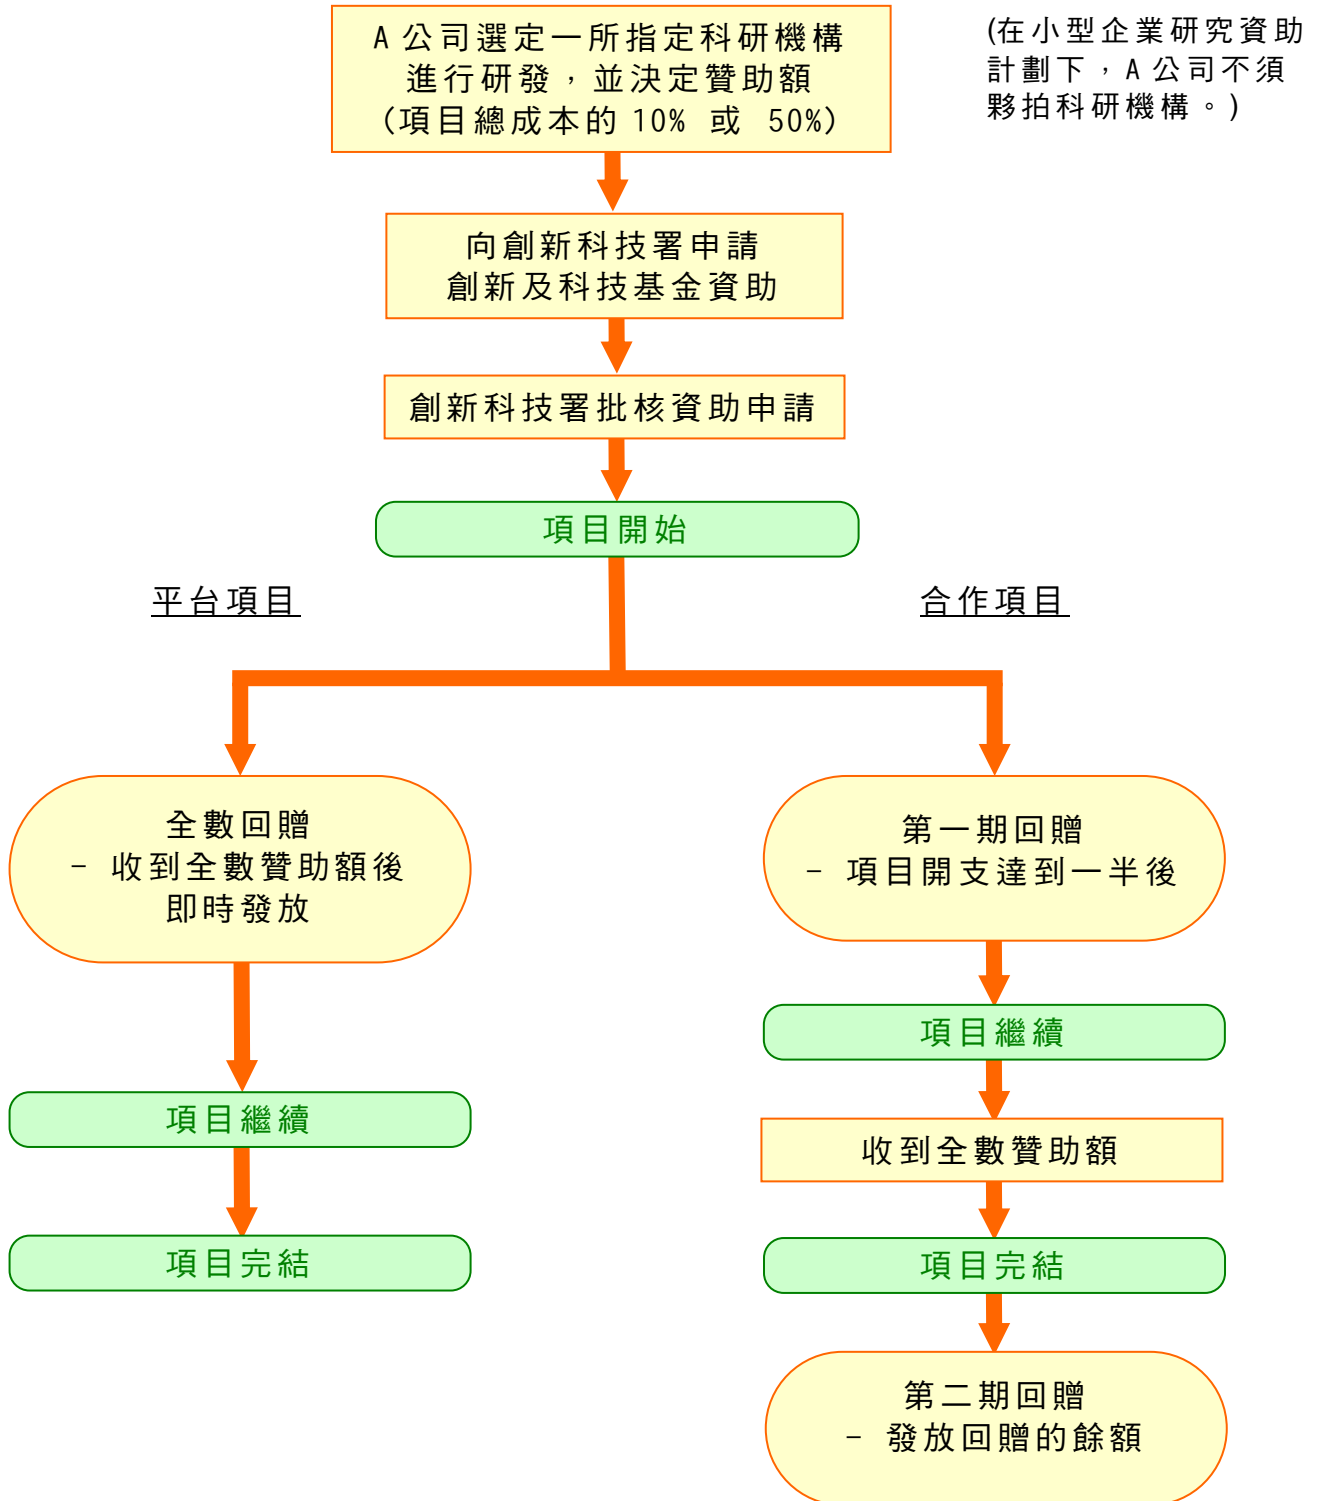 A 公司選定一所指定科研機構
進行研發，並決定贊助額
(項目總成本的 10% 或 50%)
(在小型企業研究資助
計劃下，A 公司不須
夥拍科研機構。)
向創新科技署申請
創新及科技基金資助
創新科技署批核資助申請
項目開始
平台項目
合作項目
全數回贈
- 收到全數贊助額後
即時發放
項目繼續
項目完結
第一期回贈
- 項目開支達到一半後
項目繼續
收到全數贊助額
項目完結
第二期回贈
- 發放回贈的餘額